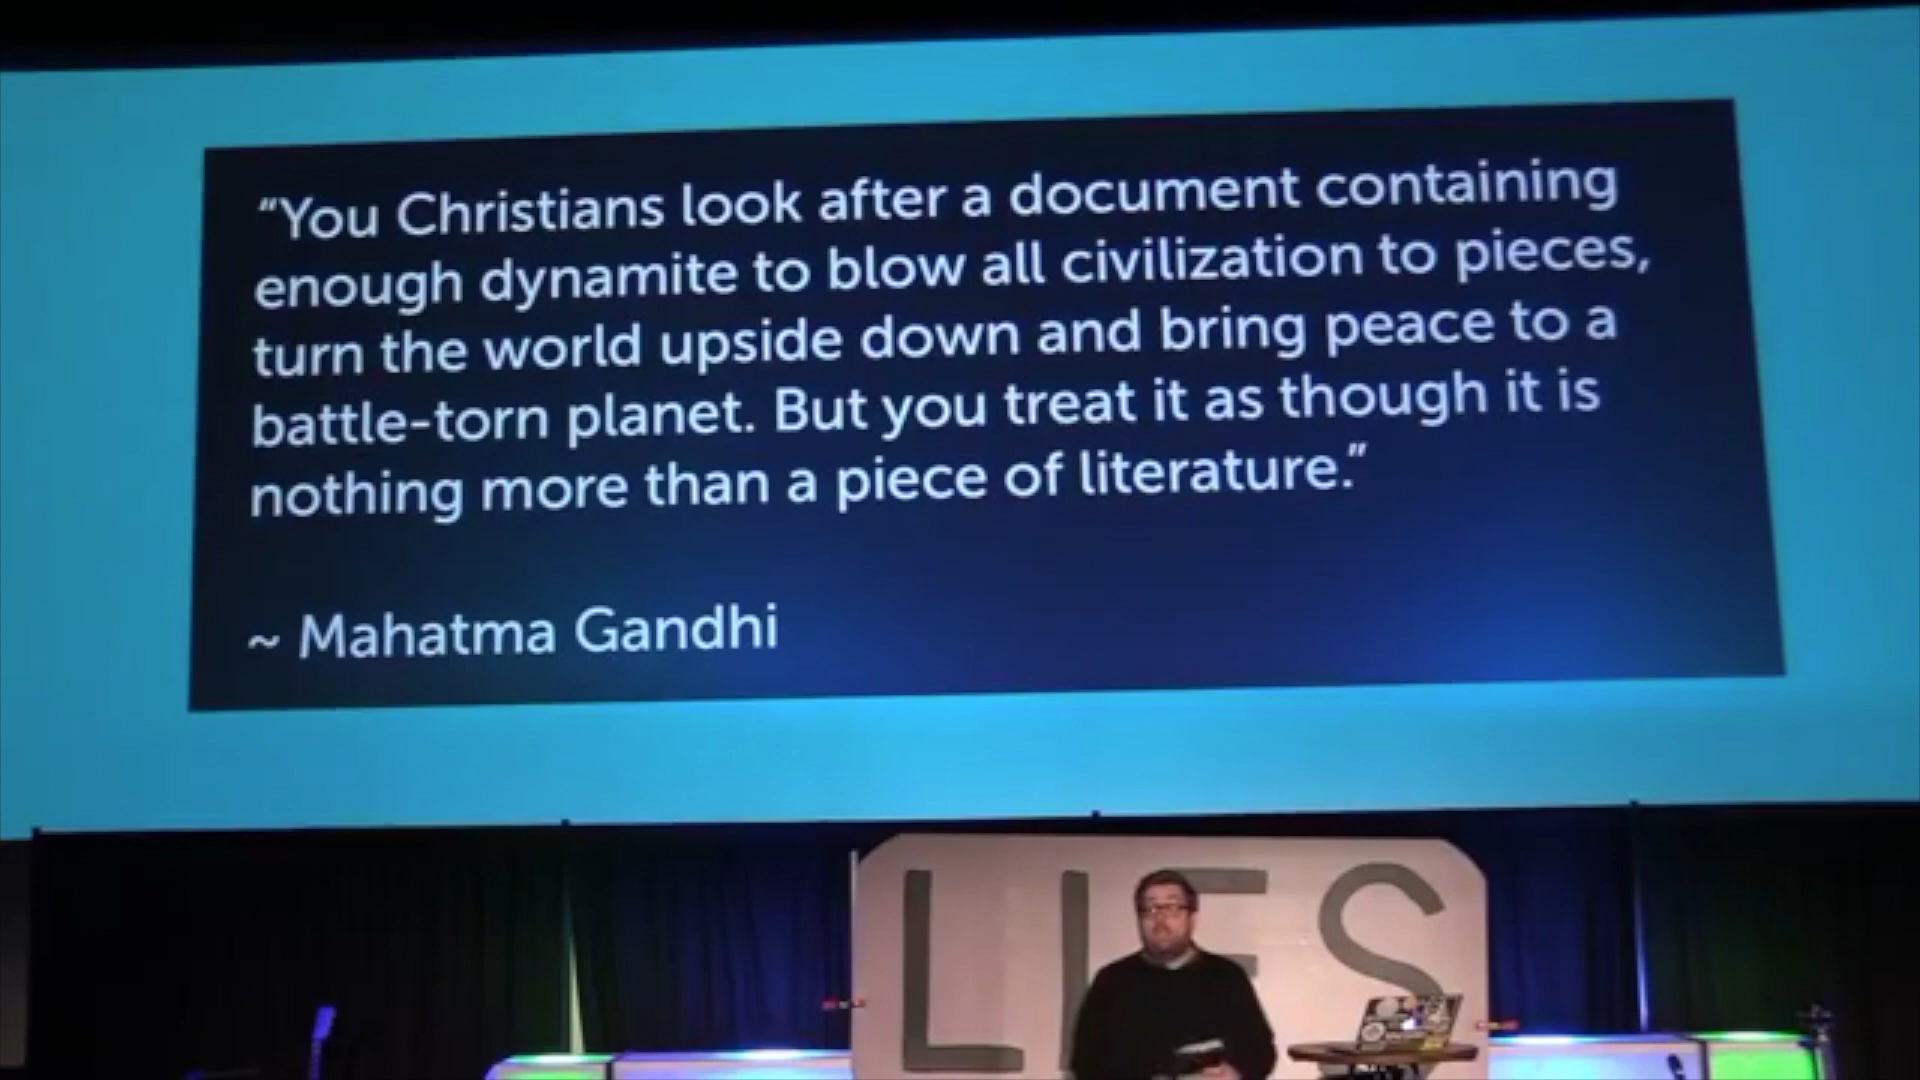 “You Christians look after a document containing
enough dynamite to blow all civilization to pieces,
turn the world upside down and bring peace to a
battle-torn planet. But you treat it as though it is
nothing more than a piece of literature.”
~ Mahatma Gandhi
LIES